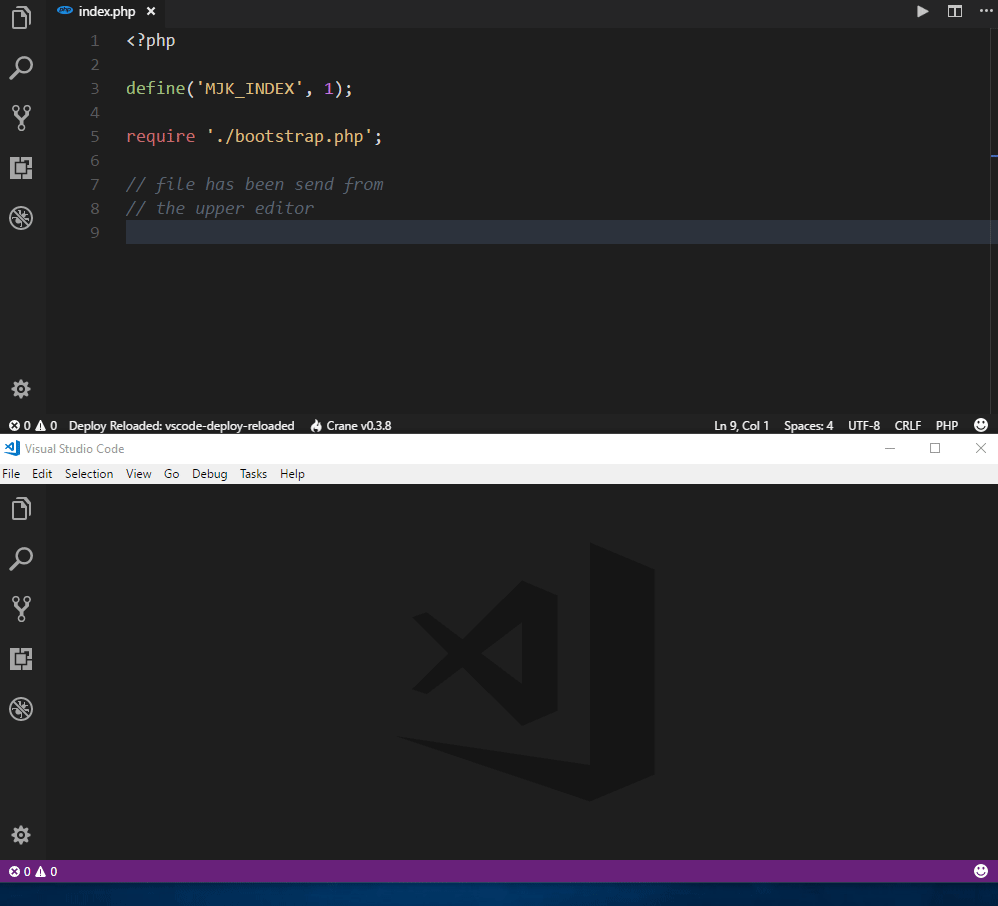 index.php
1 <?php
2
3 define('MJK_INDEX', 1);
4
5 require './bootstrap.php';
6
7 // file has been send from
8 // the upper editor
9
0 0 Deploy Reloaded: vscode-deploy-reloaded Crane v0.3.8 Ln 9, Col 1 Spaces: 4 UTF-8 CRLF PHP
Visual Studio Code
File Edit Selection View Go Debug Tasks Help
0 0